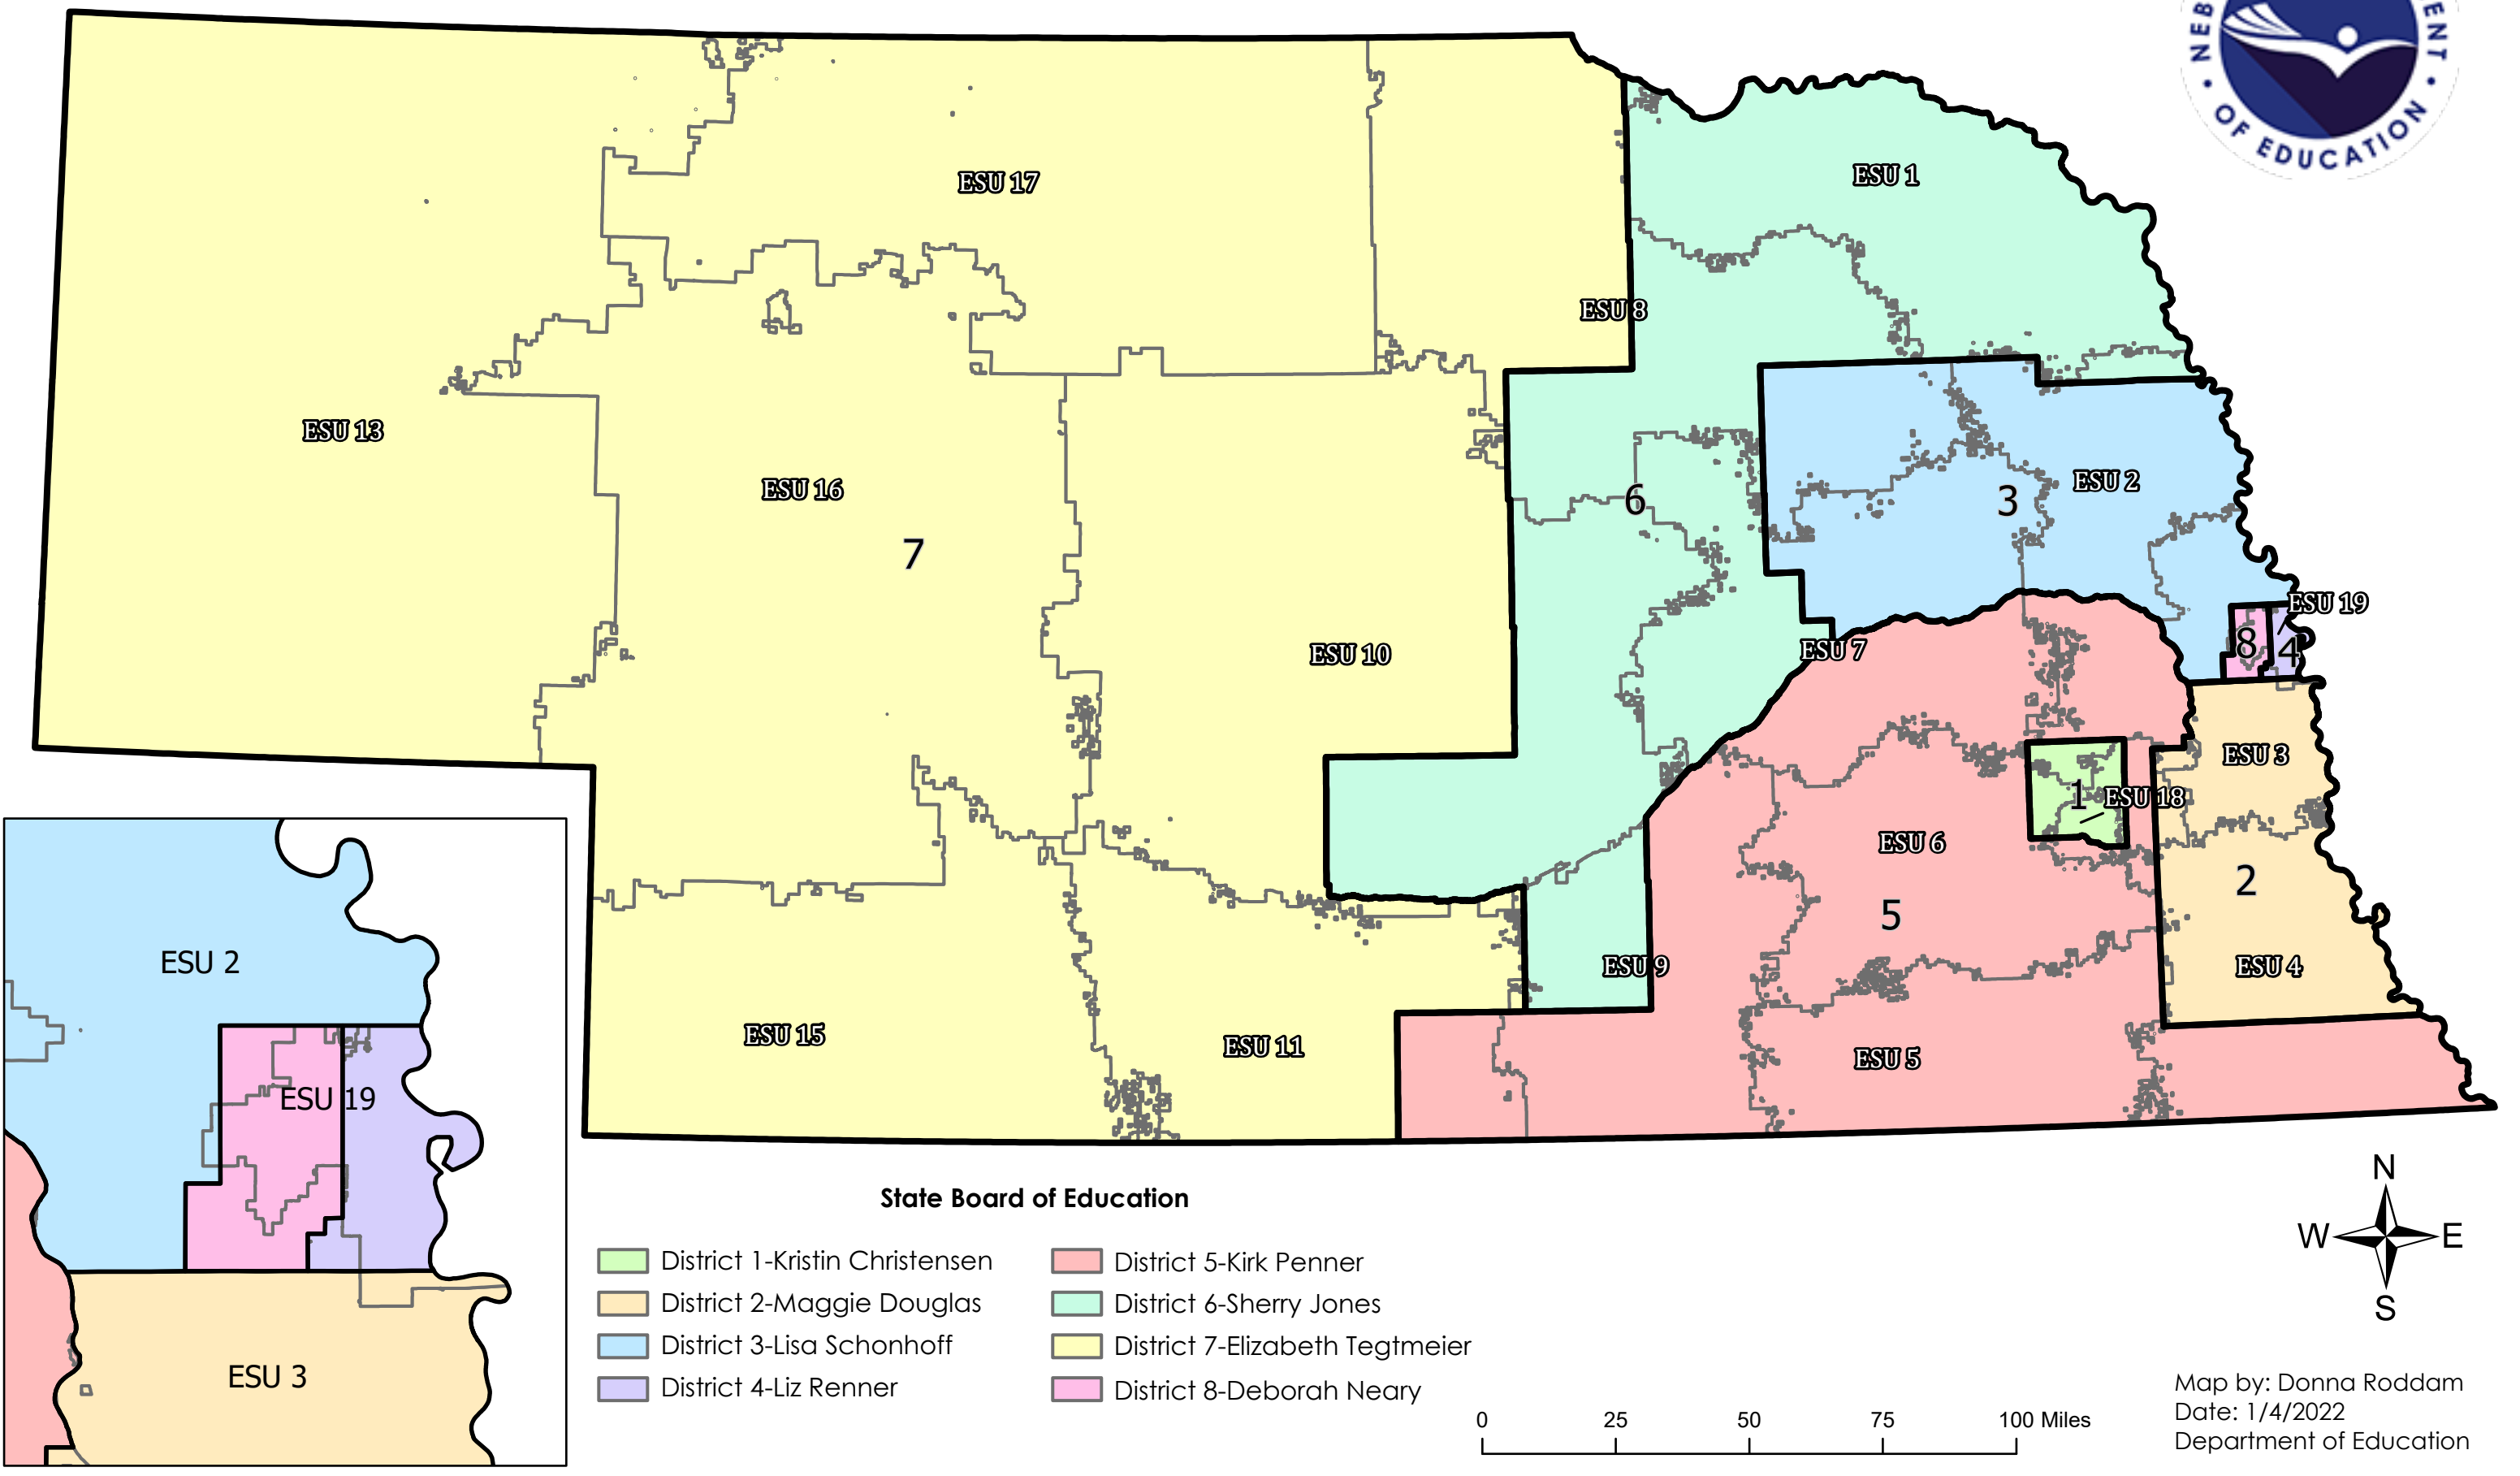 NEB
ENT
OF EDUCATION
ESU 17
ESU 1
ESU 8
ESU 13
ESU 16
6
3
ESU 2
7
ESU 19
8
4
ESU 10
ESU 7
ESU 3
1
ESU 18
ESU 6
2
5
ESU 9
ESU 4
ESU 15
ESU 11
ESU 5
ESU 2
ESU 19
ESU 3
State Board of Education
District 1-Kristin Christensen
District 2-Maggie Douglas
District 3-Lisa Schonhoff
District 4-Liz Renner
District 5-Kirk Penner
District 6-Sherry Jones
District 7-Elizabeth Tegtmeier
District 8-Deborah Neary
N
W
E
S
0 25 50 75 100 Miles
Map by: Donna Roddam
Date: 1/4/2022
Department of Education